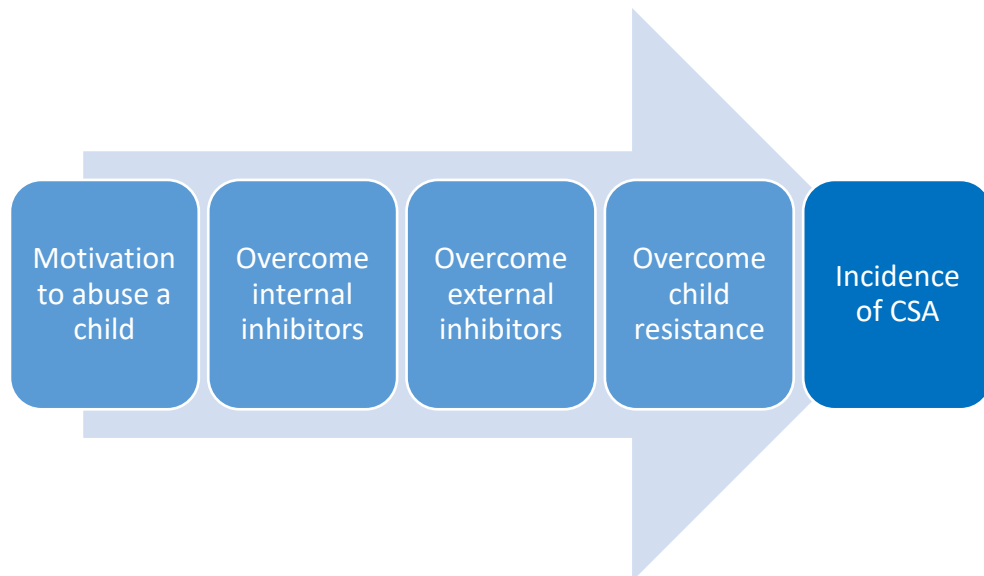 Motivation
to abuse a
child
Overcome
internal
inhibitors
Overcome
external
inhibitors
Overcome
child
resistance
Incidence
of CSA